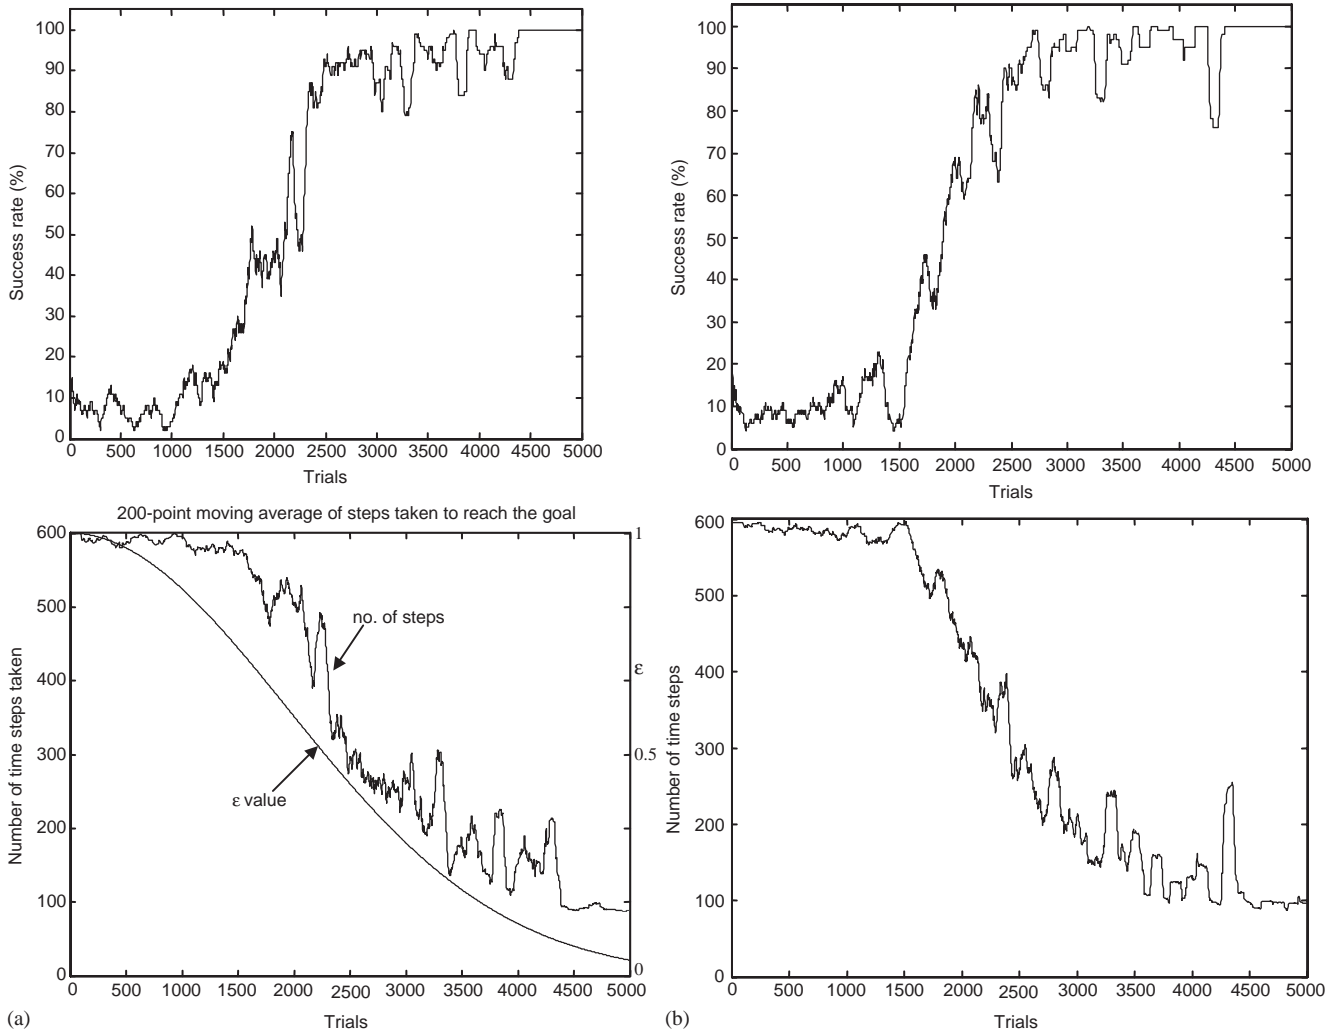 100
90
80
70
60
50
40
30
20
10
0
Success rate (%)
0 500 1000 1500 2000 2500 3000 3500 4000 4500 5000
Trials
100
90
80
70
60
50
40
30
20
10
0
Success rate (%)
0 500 1000 1500 2000 2500 3000 3500 4000 4500 5000
Trials
200-point moving average of steps taken to reach the goal
600
500
400
300
200
100
0
Number of time steps taken
no. of steps
ε value
1
ε
0.5
0
0 500 1000 1500 2000 2500 3000 3500 4000 4500 5000
Trials
(a)
600
500
400
300
200
100
0
Number of time steps
0 500 1000 1500 2000 2500 3000 3500 4000 4500 5000
Trials
(b)